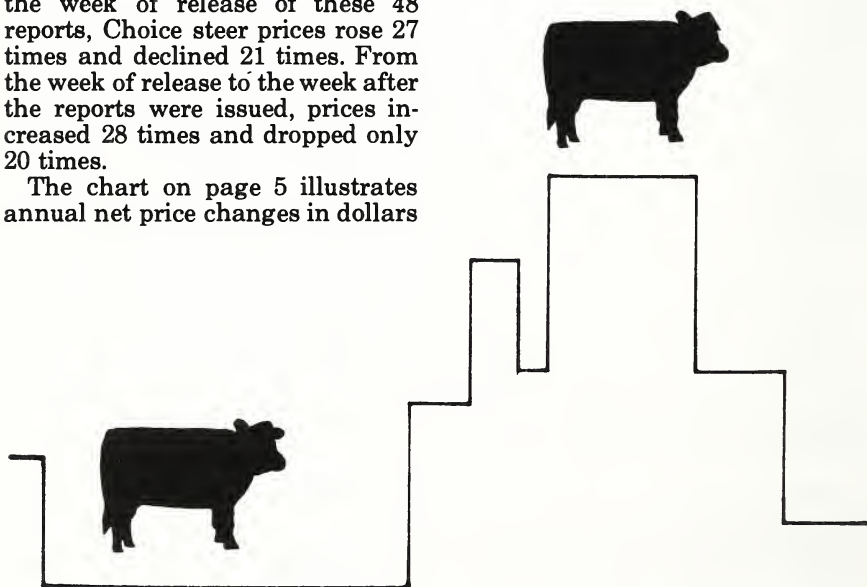 the week of release of these 48
reports, Choice steer prices rose 27
times and declined 21 times. From
the week of release to the week after
the reports were issued, prices in-
creased 28 times and dropped only
20 times.
The chart on page 5 illustrates
annual net price changes in dollars